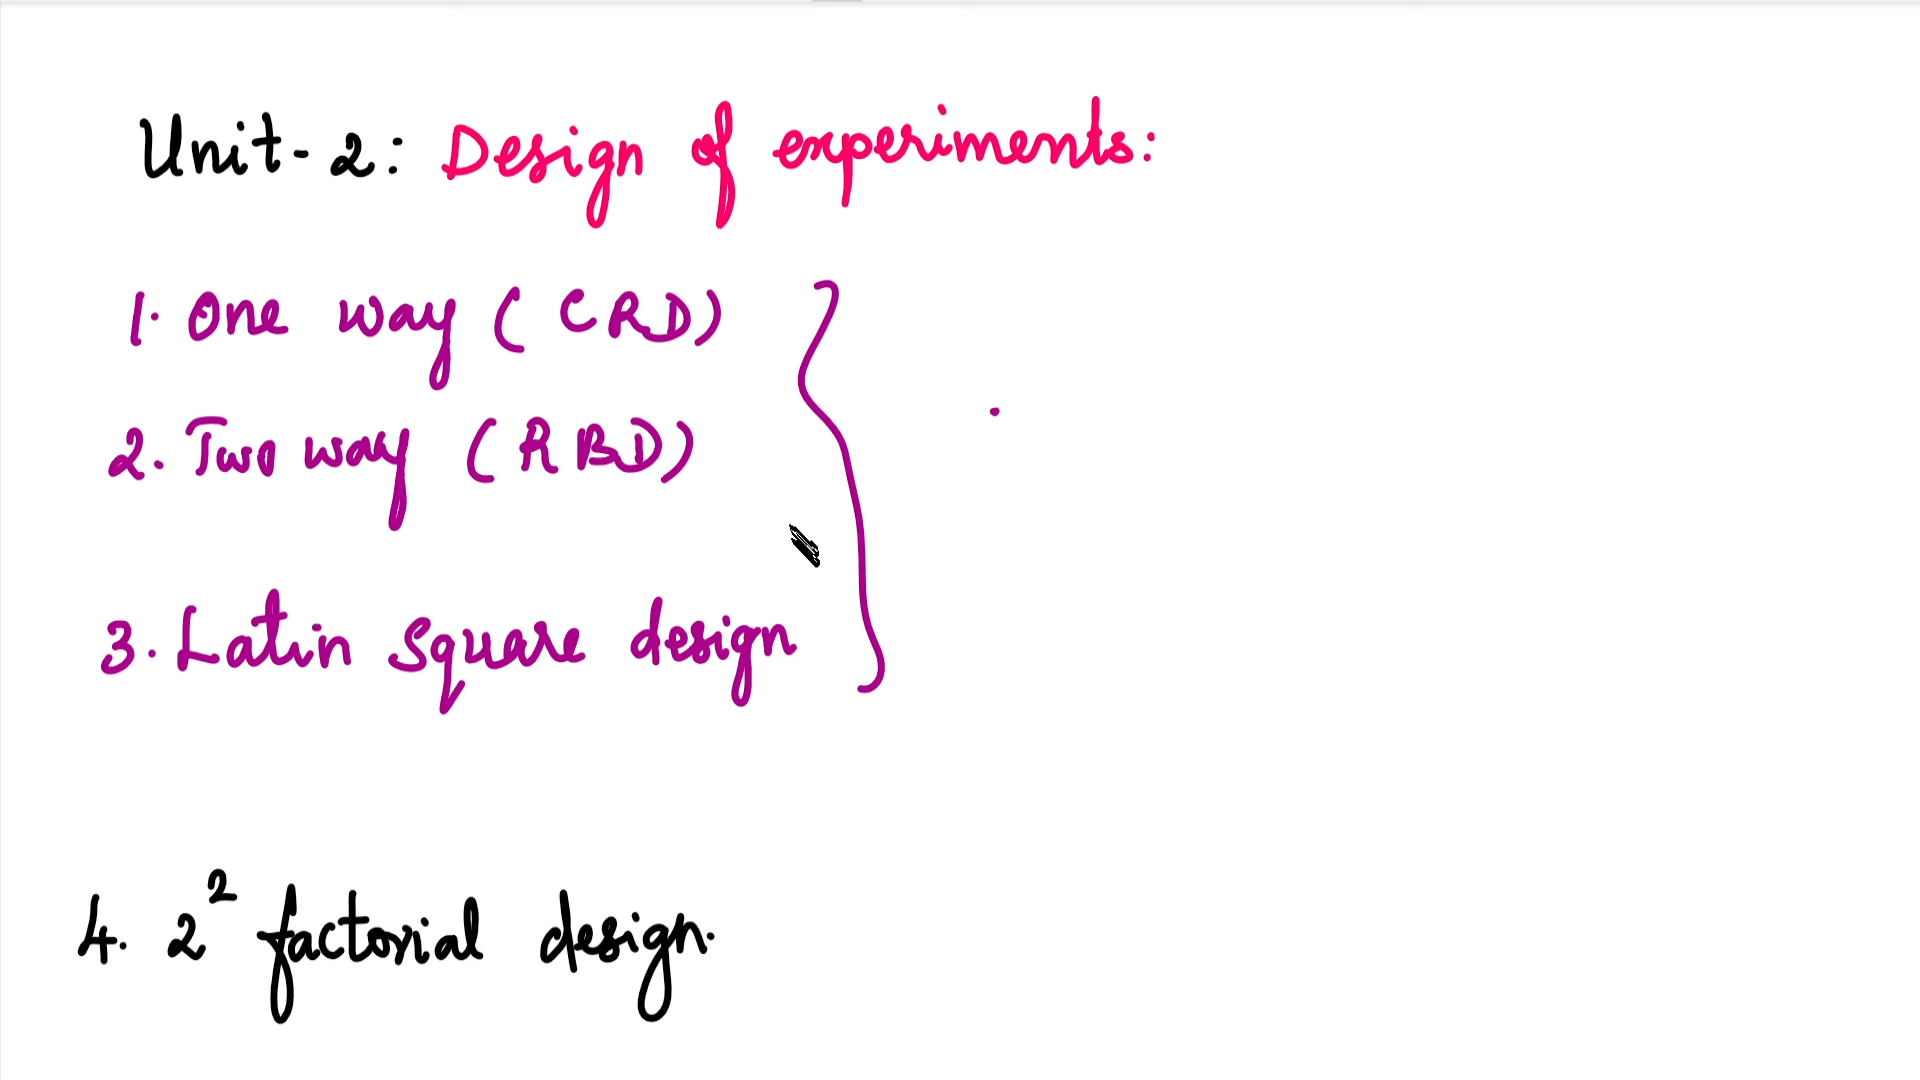 Unit-2: Design of experiments:
1. One way (CRD)
2. Two way (RBD)
3. Latin square design
4. 2² factorial design.